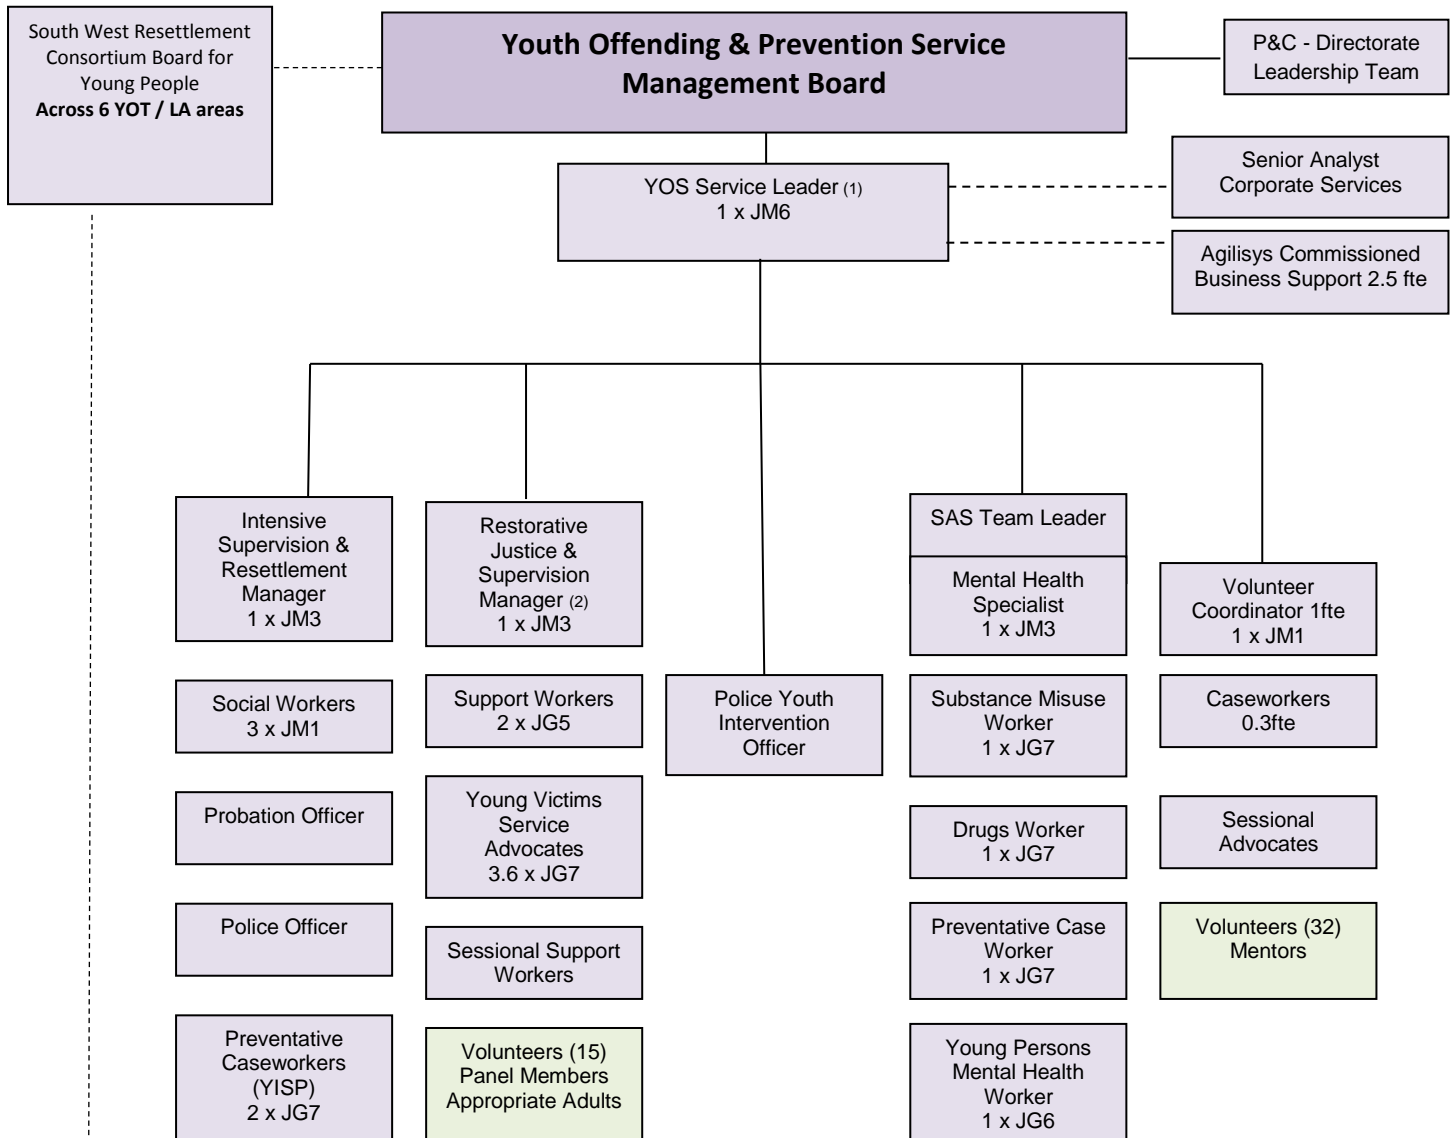 South West Resettlement
Consortium Board for
Young People
Across 6 YOT / LA areas
Youth Offending & Prevention Service
Management Board
P&C - Directorate
Leadership Team
Senior Analyst
Corporate Services
YOS Service Leader (1)
1 x JM6
Agilisys Commissioned
Business Support 2.5 fte
Intensive
Supervision &
Resettlement
Manager
1 x JM3
Social Workers
3 x JM1
Probation Officer
Police Officer
Preventative
Caseworkers
(YISP)
2 x JG7
Restorative
Justice &
Supervision
Manager (2)
1 x JM3
Support Workers
2 x JG5
Young Victims
Service
Advocates
3.6 x JG7
Sessional Support
Workers
Volunteers (15)
Panel Members
Appropriate Adults
Police Youth
Intervention
Officer
SAS Team Leader
Mental Health
Specialist
1 x JM3
Substance Misuse
Worker
1 x JG7
Drugs Worker
1 x JG7
Preventative Case
Worker
1 x JG7
Young Persons
Mental Health
Worker
1 x JG6
Volunteer
Coordinator 1fte
1 x JM1
Caseworkers
0.3fte
Sessional
Advocates
Volunteers (32)
Mentors